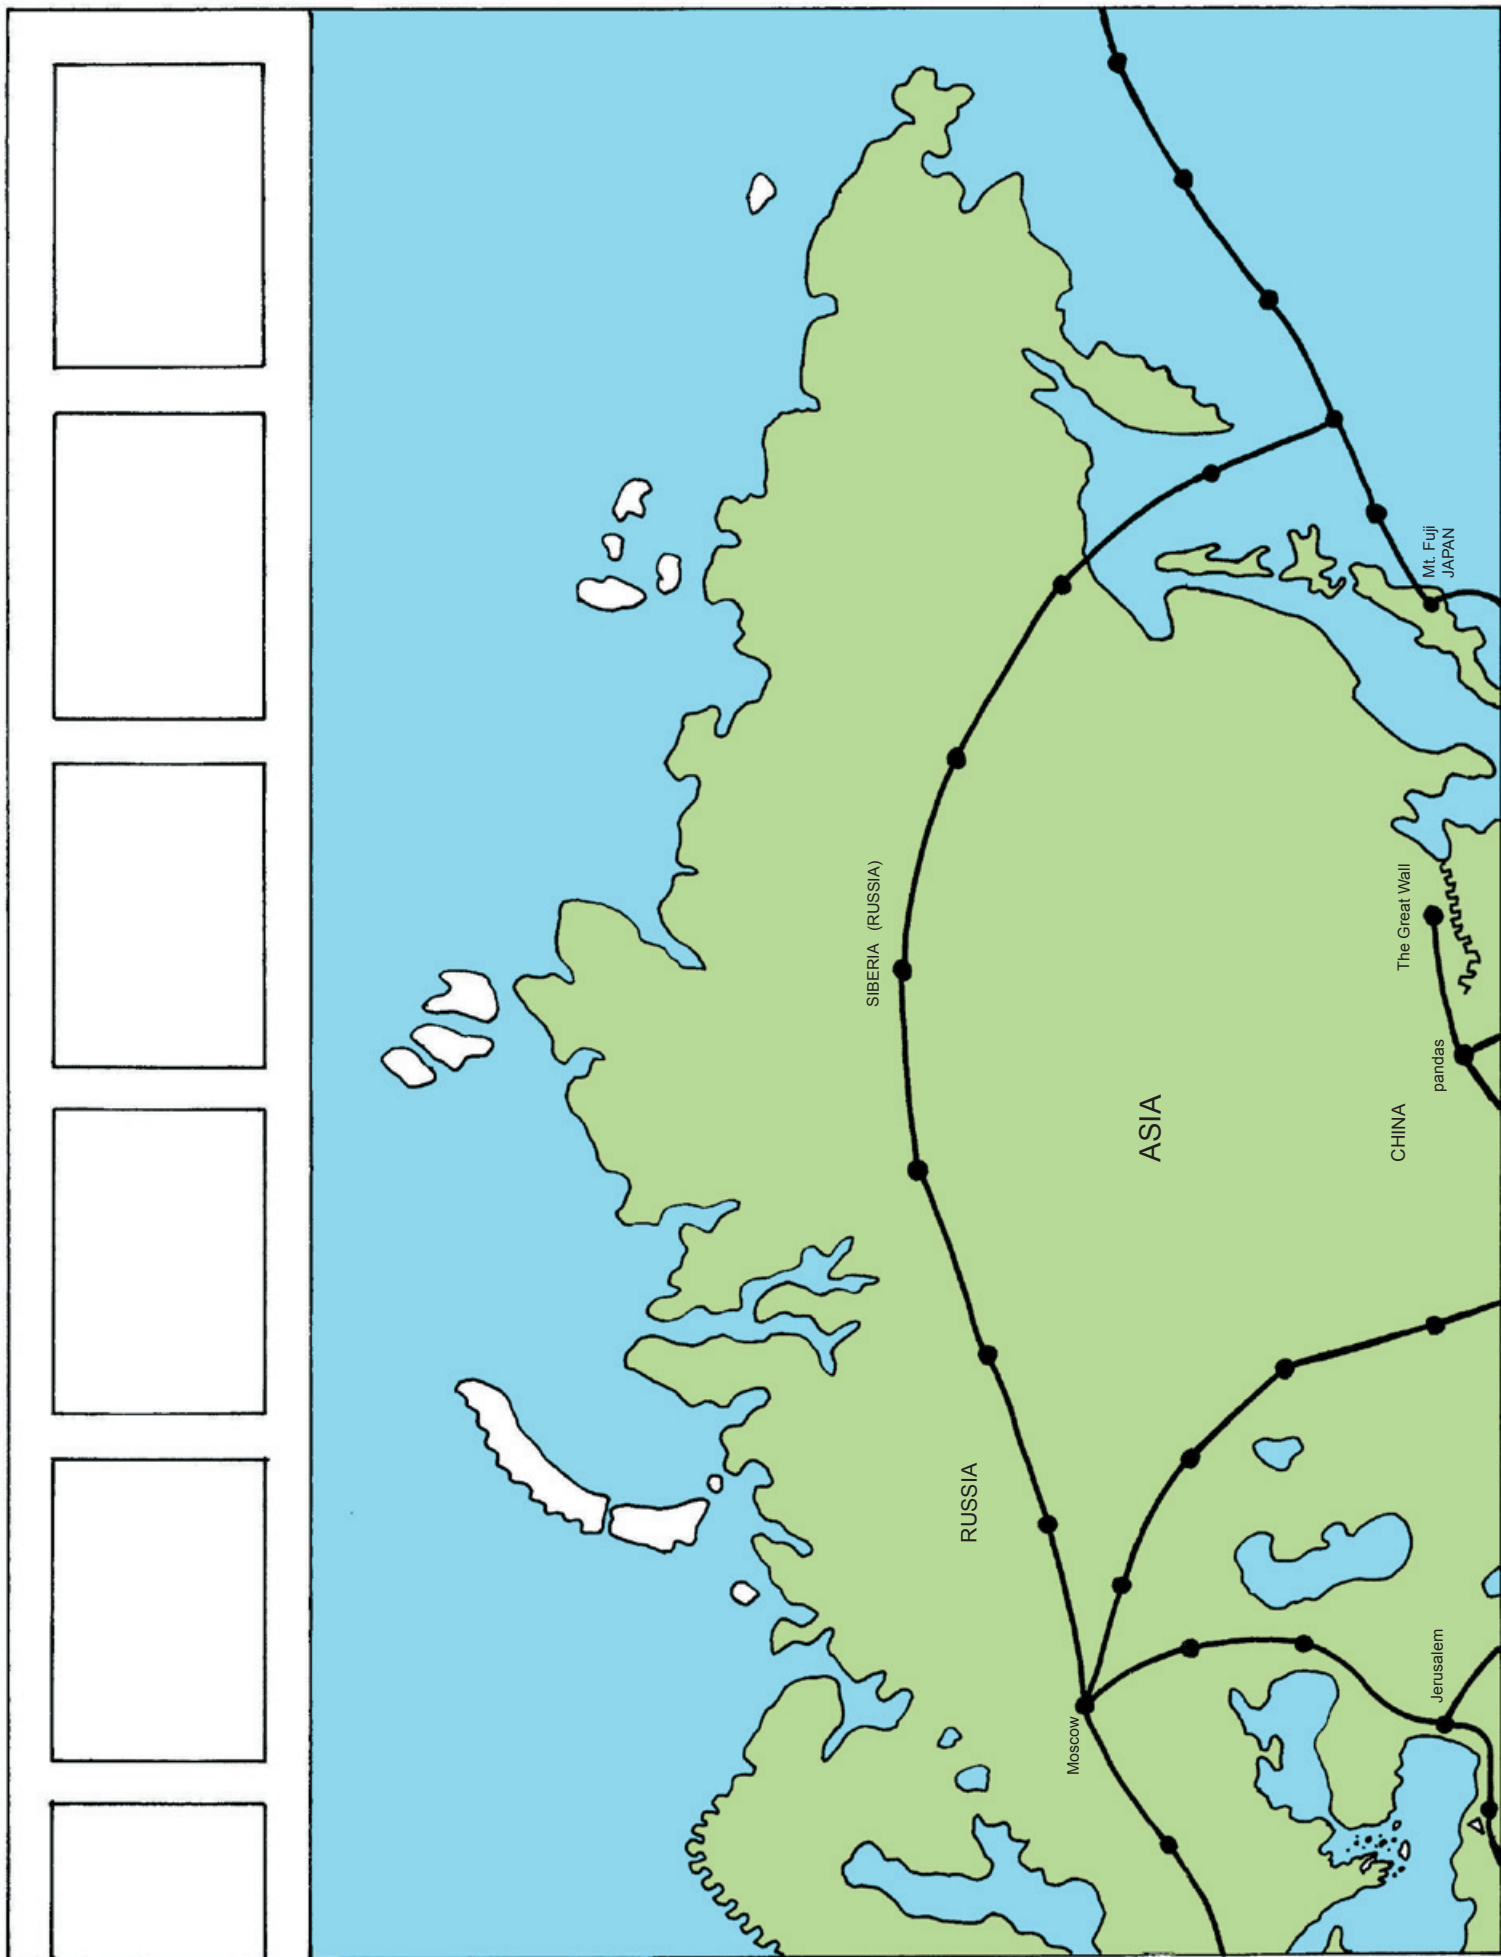 SIBERIA (RUSSIA)
RUSSIA
Moscow
ASIA
CHINA
The Great Wall
pandas
Mt. Fuji
JAPAN
Jerusalem